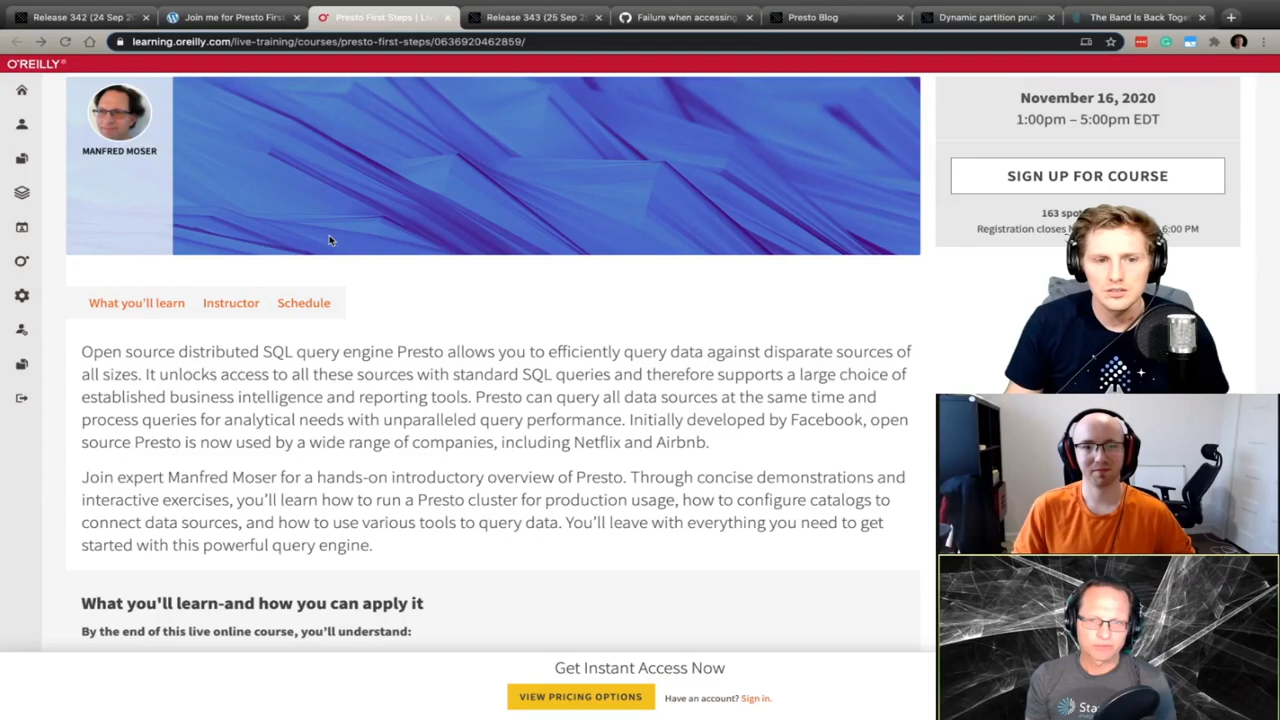 Release 342 (24 Sep 2
Join me for Presto First
Presto First Steps | Live
Release 343 (25 Sep 20
Failure when accessing
Presto Blog
Dynamic partition prun
The Band Is Back Toge
learning.oreilly.com/live-training/courses/presto-first-steps/0636920462859/
O'REILLY®
MANFRED MOSER
November 16, 2020
1:00pm – 5:00pm EDT
SIGN UP FOR COURSE
163 spo
Registration closes N 6:00 PM
What you'll learn Instructor Schedule
Open source distributed SQL query engine Presto allows you to efficiently query data against disparate sources of
all sizes. It unlocks access to all these sources with standard SQL queries and therefore supports a large choice of
established business intelligence and reporting tools. Presto can query all data sources at the same time and
process queries for analytical needs with unparalleled query performance. Initially developed by Facebook, open
source Presto is now used by a wide range of companies, including Netflix and Airbnb.
Join expert Manfred Moser for a hands-on introductory overview of Presto. Through concise demonstrations and
interactive exercises, you'll learn how to run a Presto cluster for production usage, how to configure catalogs to
connect data sources, and how to use various tools to query data. You'll leave with everything you need to get
started with this powerful query engine.
What you'll learn-and how you can apply it
By the end of this live online course, you'll understand:
Get Instant Access Now
VIEW PRICING OPTIONS
Have an account? Sign in.
Sta